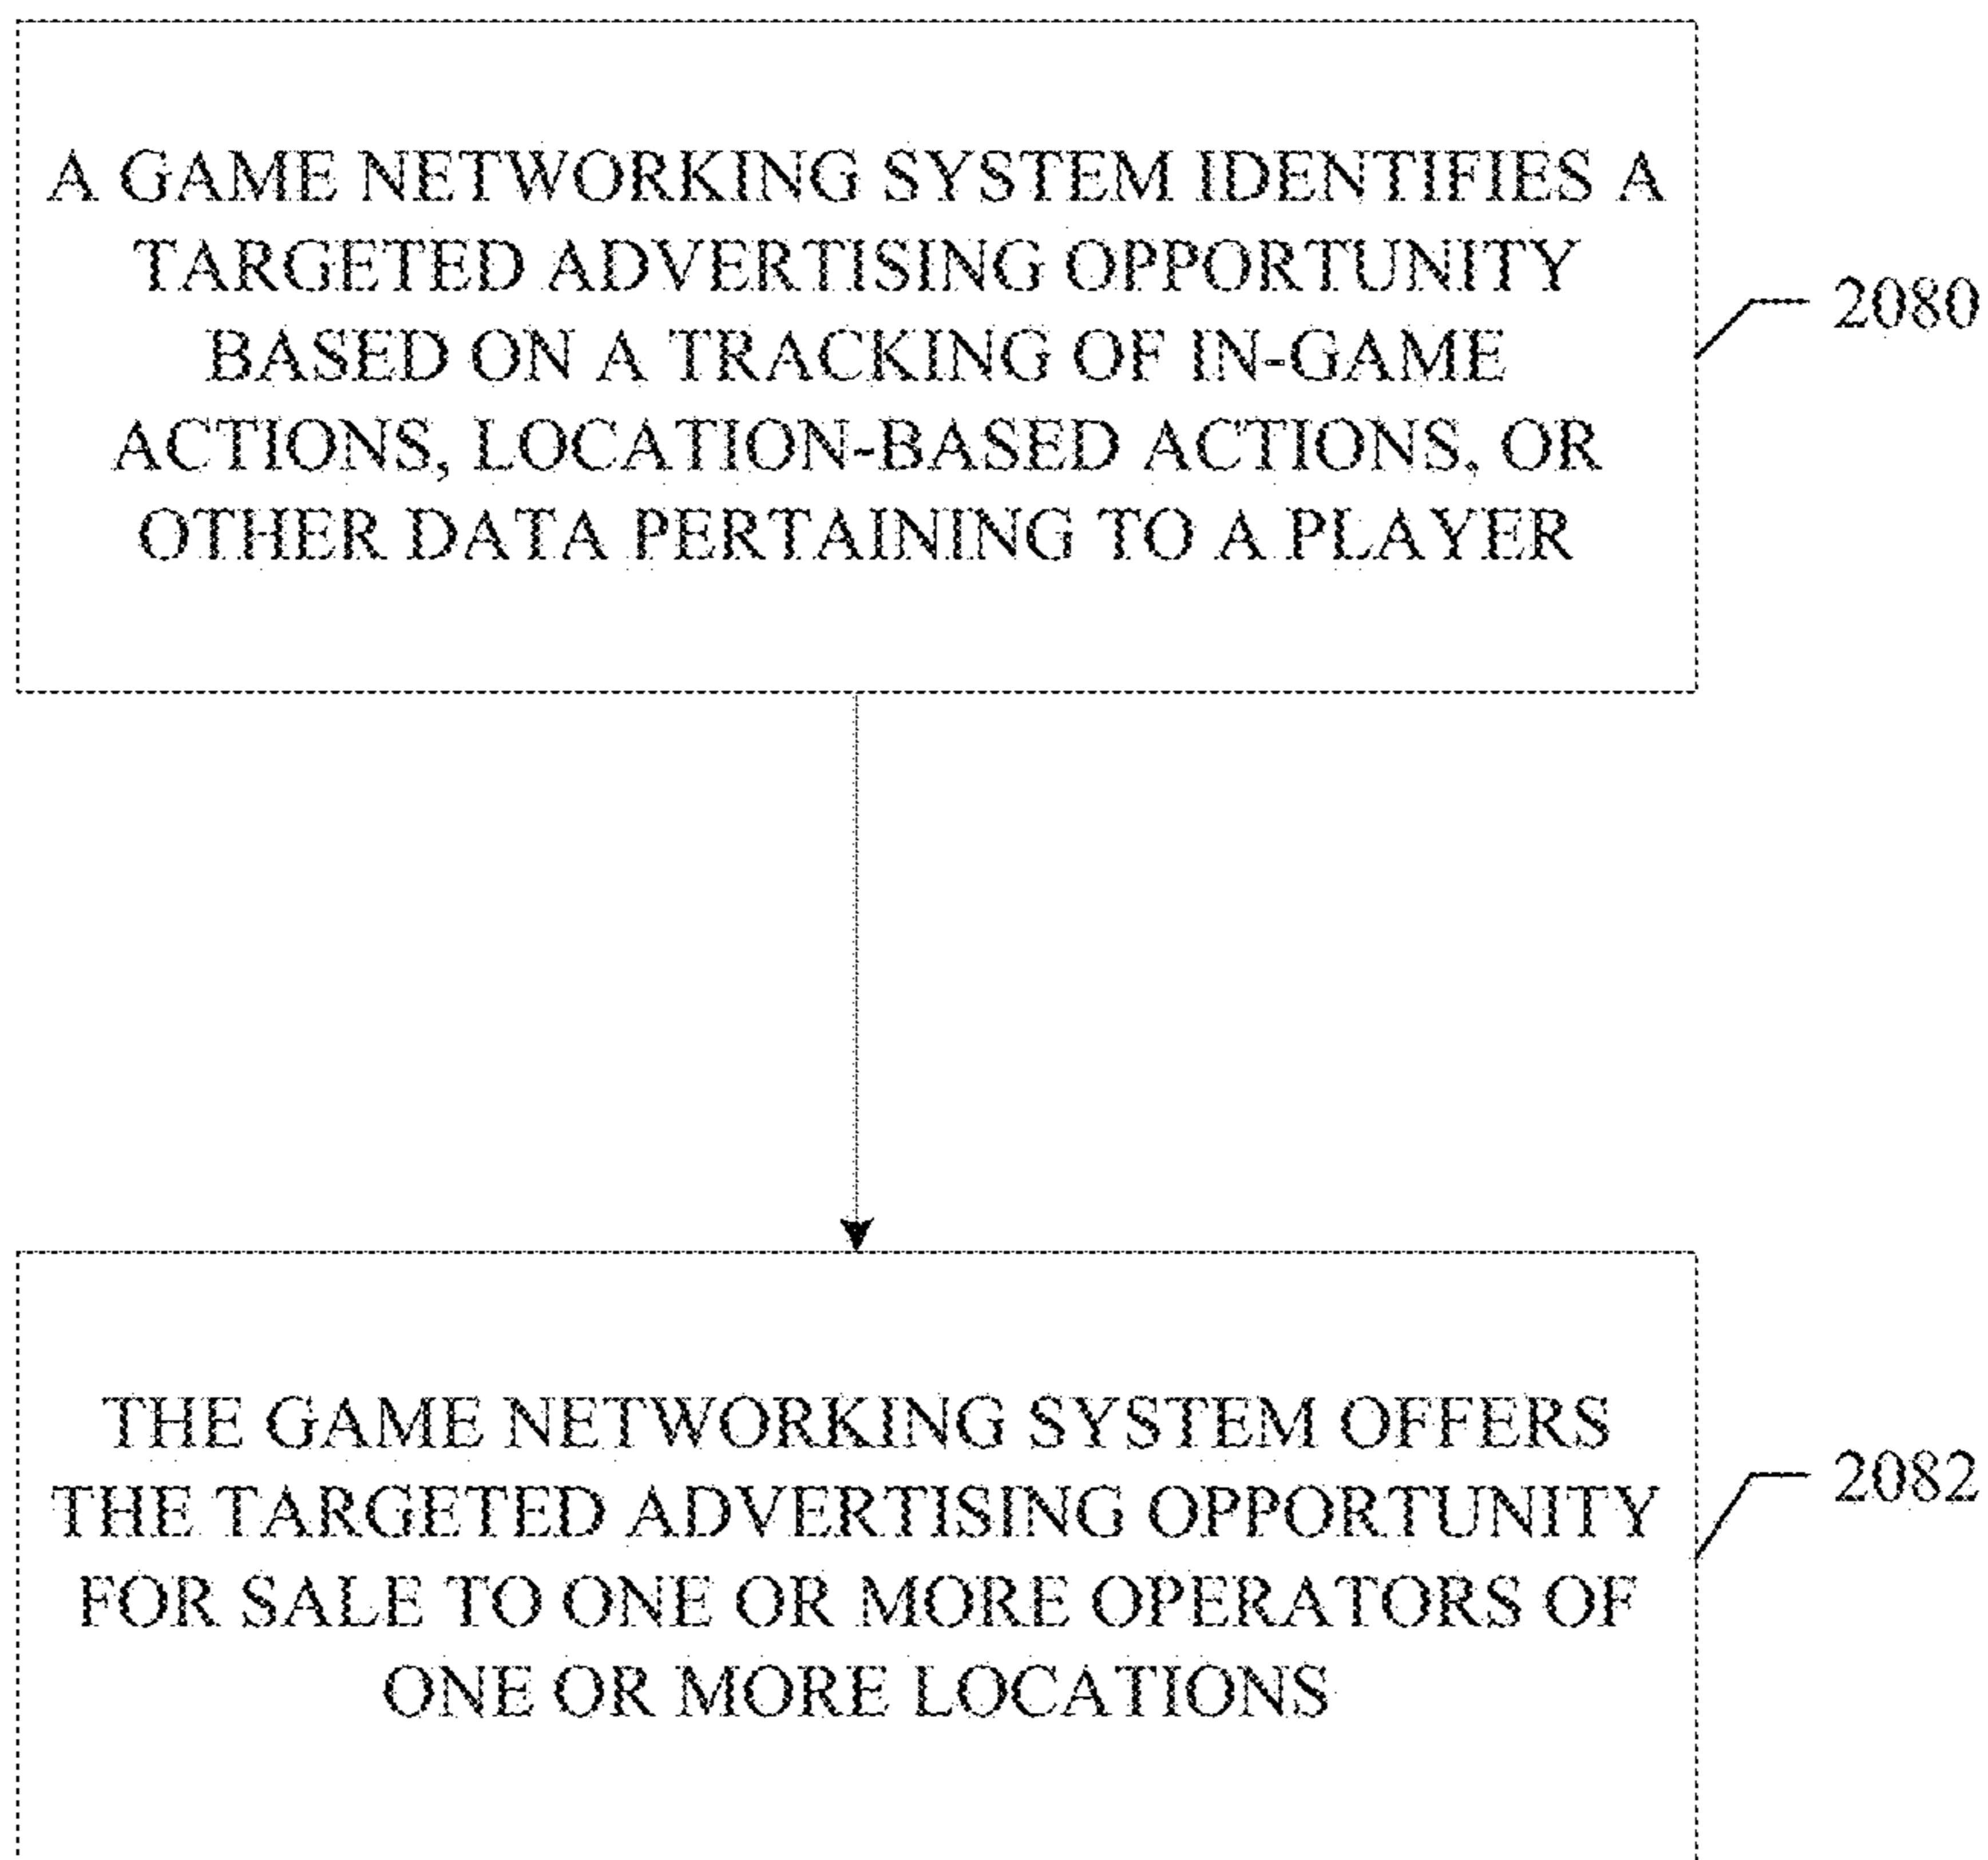 A GAME NETWORKING SYSTEM IDENTIFIES A
TARGETED ADVERTISING OPPORTUNITY
BASED ON A TRACKING OF IN-GAME
ACTIONS, LOCATION-BASED ACTIONS, OR
OTHER DATA PERTAINING TO A PLAYER
2080
THE GAME NETWORKING SYSTEM OFFERS
THE TARGETED ADVERTISING OPPORTUNITY
FOR SALE TO ONE OR MORE OPERATORS OF
ONE OR MORE LOCATIONS
2082